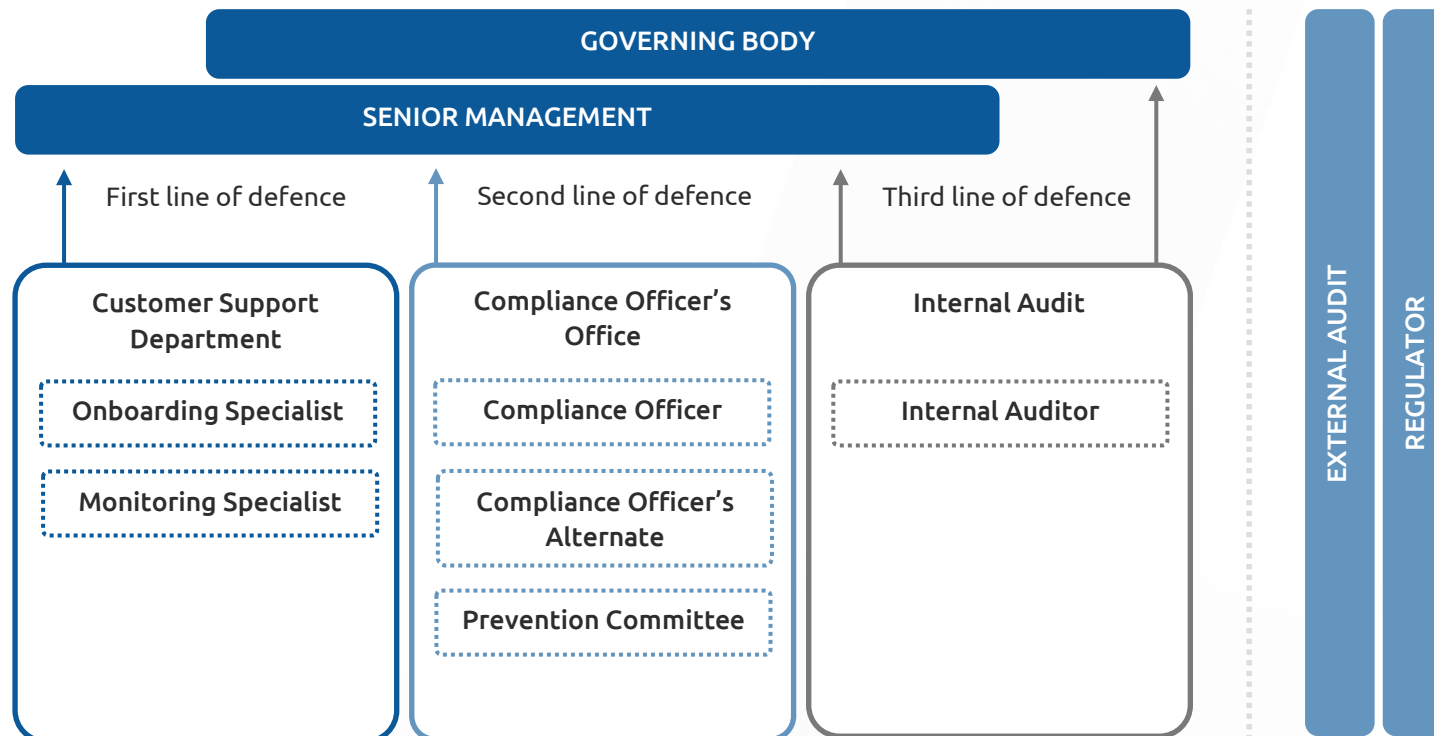 GOVERNING BODY
SENIOR MANAGEMENT
First line of defence
Second line of defence
Third line of defence
Customer Support
Department
Onboarding Specialist
Monitoring Specialist
Compliance Officer’s
Office
Compliance Officer
Compliance Officer’s
Alternate
Prevention Committee
Internal Audit
Internal Auditor
EXTERNAL AUDIT
REGULATOR